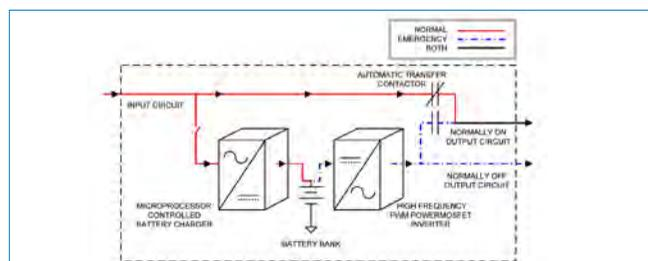 NORMAL
EMERGENCY
BOTH
AUTOMATIC TRANSFER
CONTACTOR
INPUT CIRCUIT
NORMALLY ON
OUTPUT CIRCUIT
NORMALLY OFF
OUTPUT CIRCUIT
MICROPROCESSOR
CONTROLLED
BATTERY CHARGER
HIGH FREQUENCY
PWM POWERMOSFET
INVERTER
BATTERY BANK